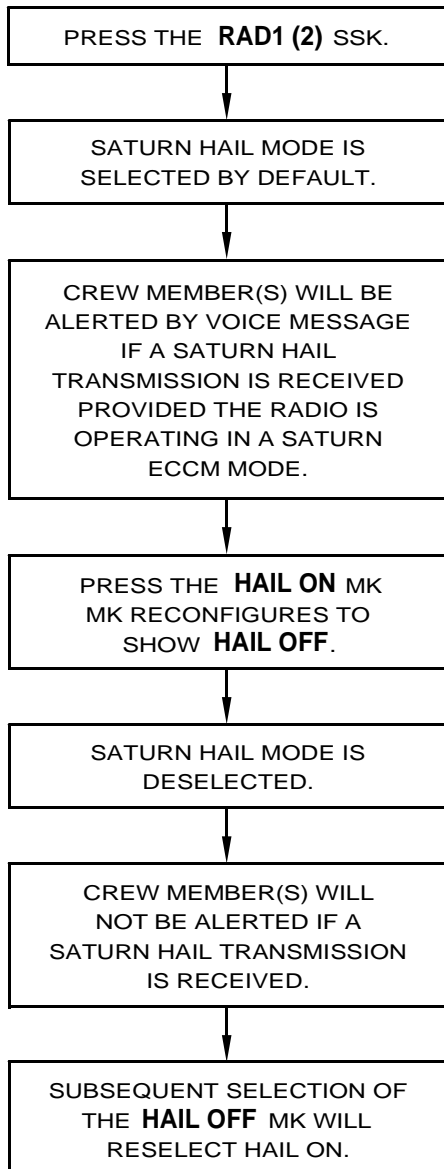 PRESS THE RAD1 (2) SSK.
SATURN HAIL MODE IS
SELECTED BY DEFAULT.
CREW MEMBER(S) WILL BE
ALERTED BY VOICE MESSAGE
IF A SATURN HAIL
TRANSMISSION IS RECEIVED
PROVIDED THE RADIO IS
OPERATING IN A SATURN
ECCM MODE.
PRESS THE HAIL ON MK
MK RECONFIGURES TO
SHOW HAIL OFF.
SATURN HAIL MODE IS
DESELECTED.
CREW MEMBER(S) WILL
NOT BE ALERTED IF A
SATURN HAIL TRANSMISSION
IS RECEIVED.
SUBSEQUENT SELECTION OF
THE HAIL OFF MK WILL
RESELECT HAIL ON.